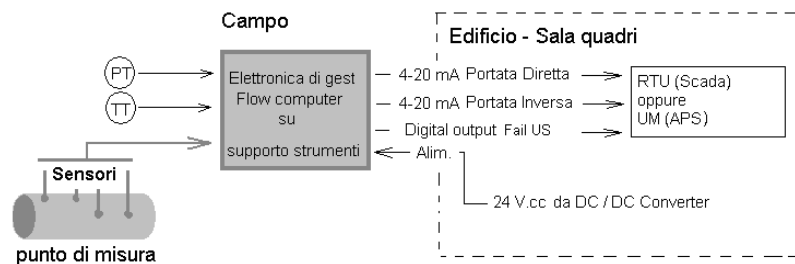 Campo
Edificio - Sala quadri
PT
TT
Elettronica di gest
Flow computer
su
supporto strumenti
4-20 mA Portata Diretta
4-20 mA Portata Inversa
Digital output Fail US
Alim.
RTU (Scada)
oppure
UM (APS)
24 V.cc da DC / DC Converter
Sensori
punto di misura